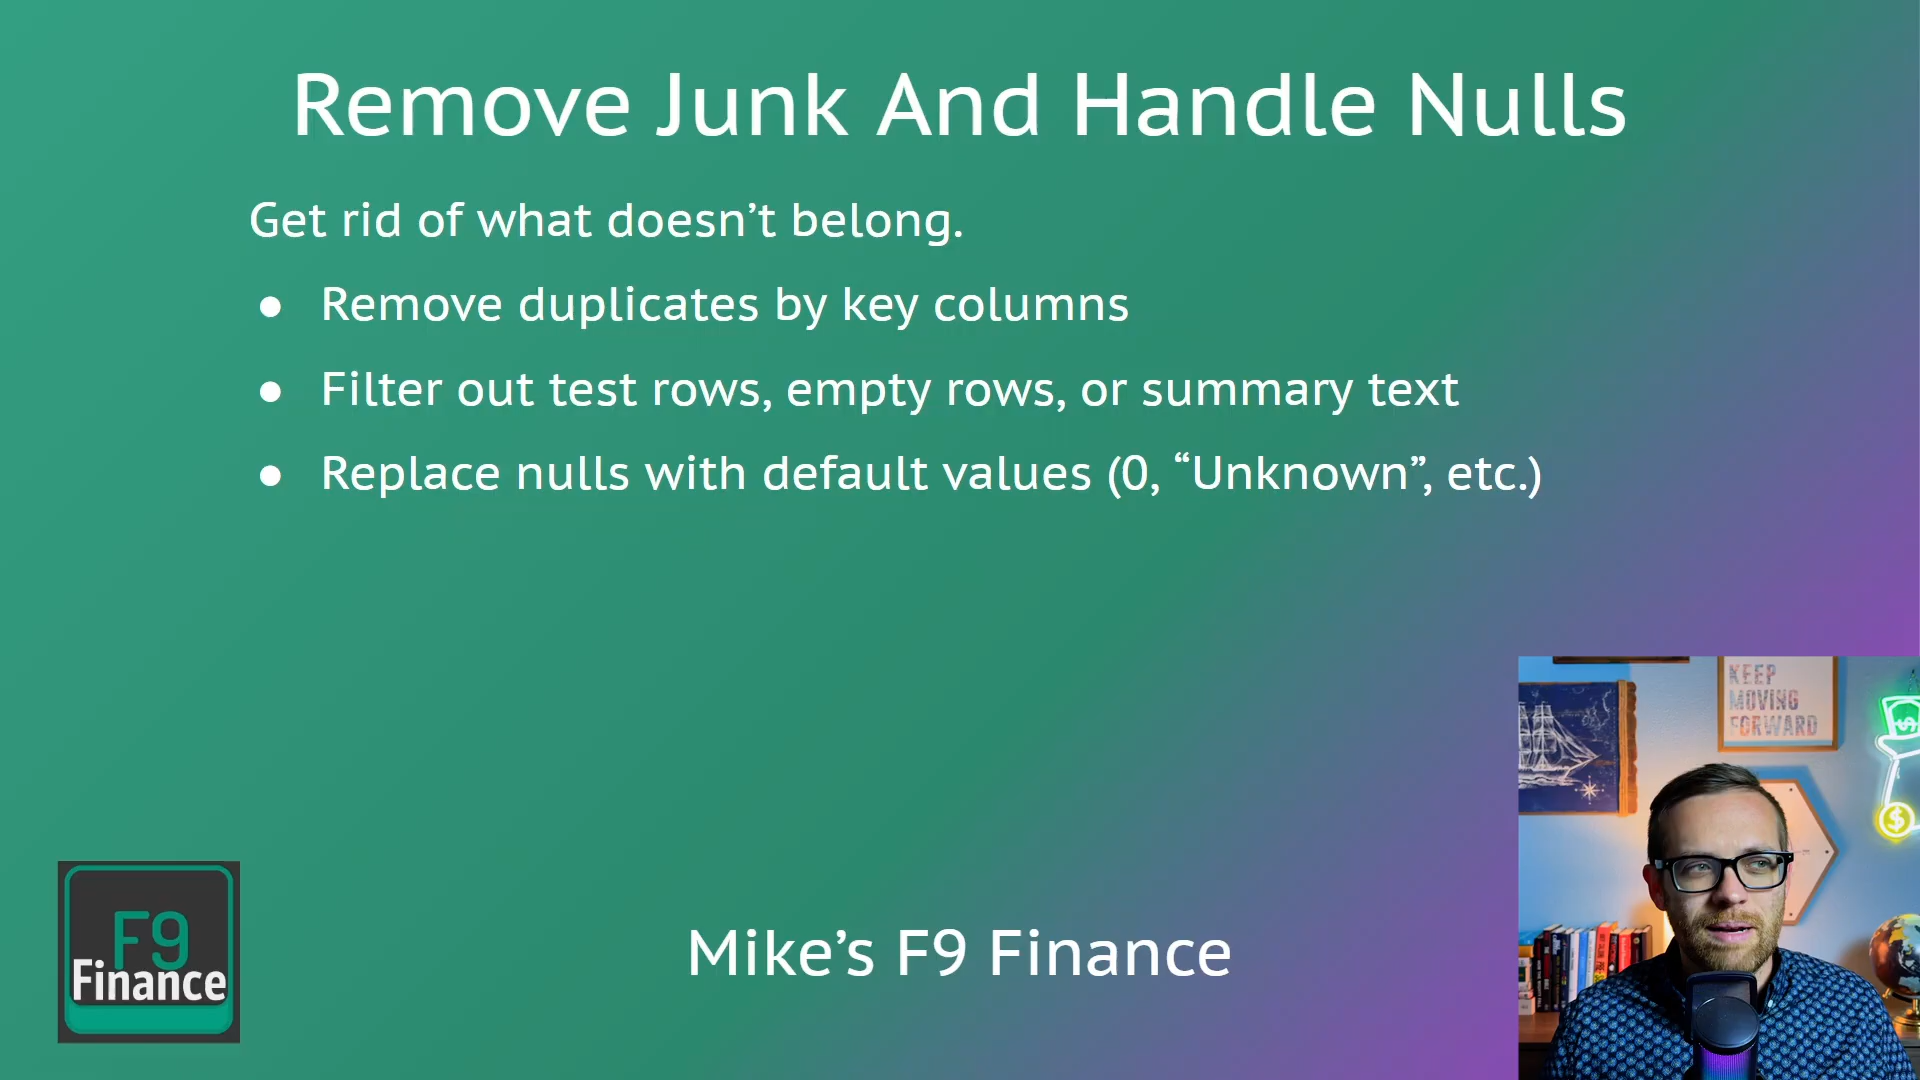 Remove Junk And Handle Nulls
Get rid of what doesn’t belong.
● Remove duplicates by key columns
● Filter out test rows, empty rows, or summary text
● Replace nulls with default values (0, “Unknown”, etc.)
KEEP
MOVING
FORWARD
$
$
F9
Finance
Mike’s F9 Finance